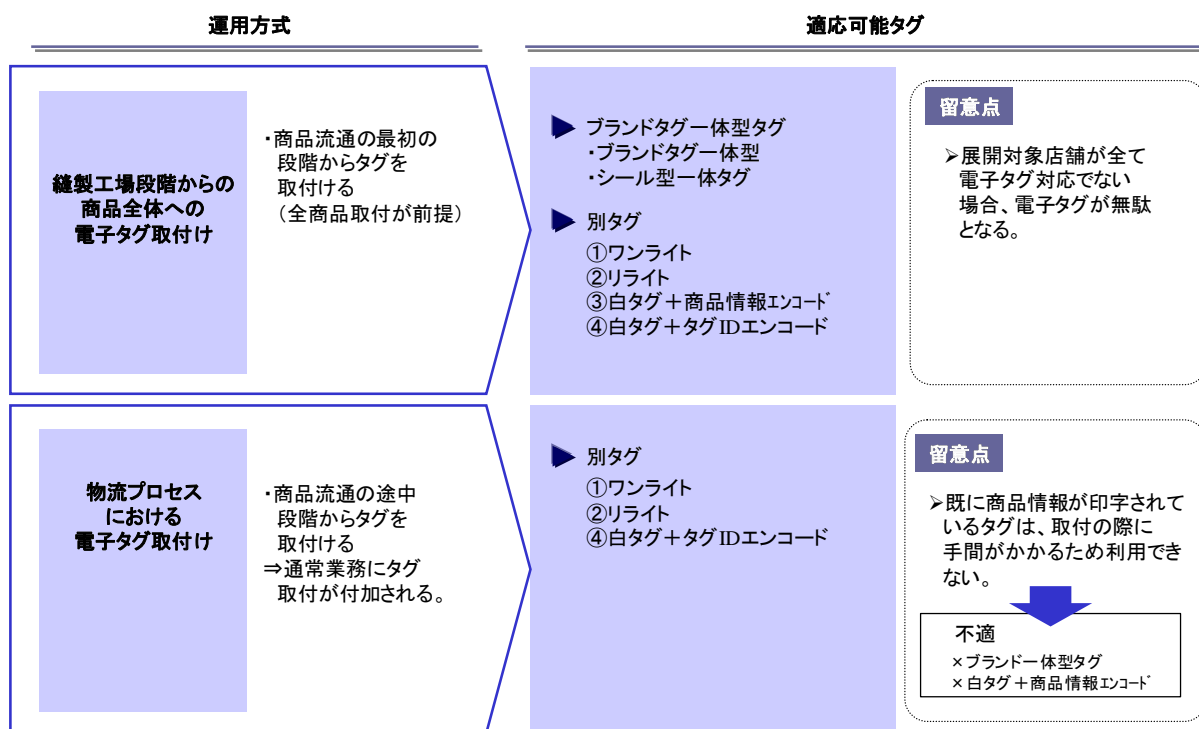 運用方式
適応可能タグ
縫製工場段階からの
商品全体への
電子タグ取付け
・商品流通の最初の
段階からタグを
取付ける
（全商品取付が前提）
ブランドタグ一体型タグ
・ブランドタグ一体型
・シール型一体タグ
別タグ
①ワンライト
②リライト
③白タグ＋商品情報ｴﾝｺｰﾄﾞ
④白タグ＋タグIDエンコード
留意点
➢展開対象店舗が全て
電子タグ対応でない
場合、電子タグが無駄
となる。
物流プロセス
における
電子タグ取付け
・商品流通の途中
段階からタグを
取付ける
⇒通常業務にタグ
取付が付加される。
別タグ
①ワンライト
②リライト
④白タグ＋タグIDエンコード
留意点
➢既に商品情報が印字されて
いるタグは、取付の際に
手間がかかるため利用でき
ない。
不適
×ブランド一体型タグ
×白タグ＋商品情報ｴﾝｺｰﾄﾞ